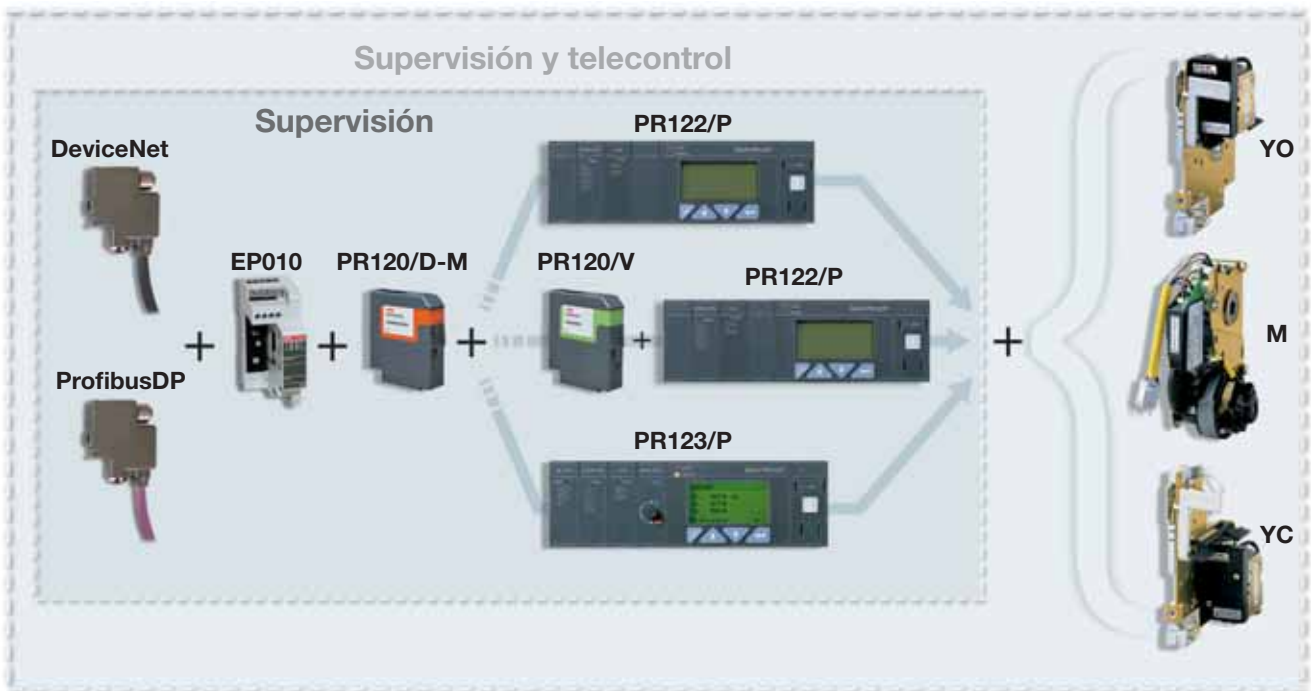 Supervisión y telecontrol
Supervisión
DeviceNet
PR122/P
YO
EP010
PR120/D-M
PR120/V
PR122/P
+
+
+
+
+
M
ProfibusDP
PR123/P
YC